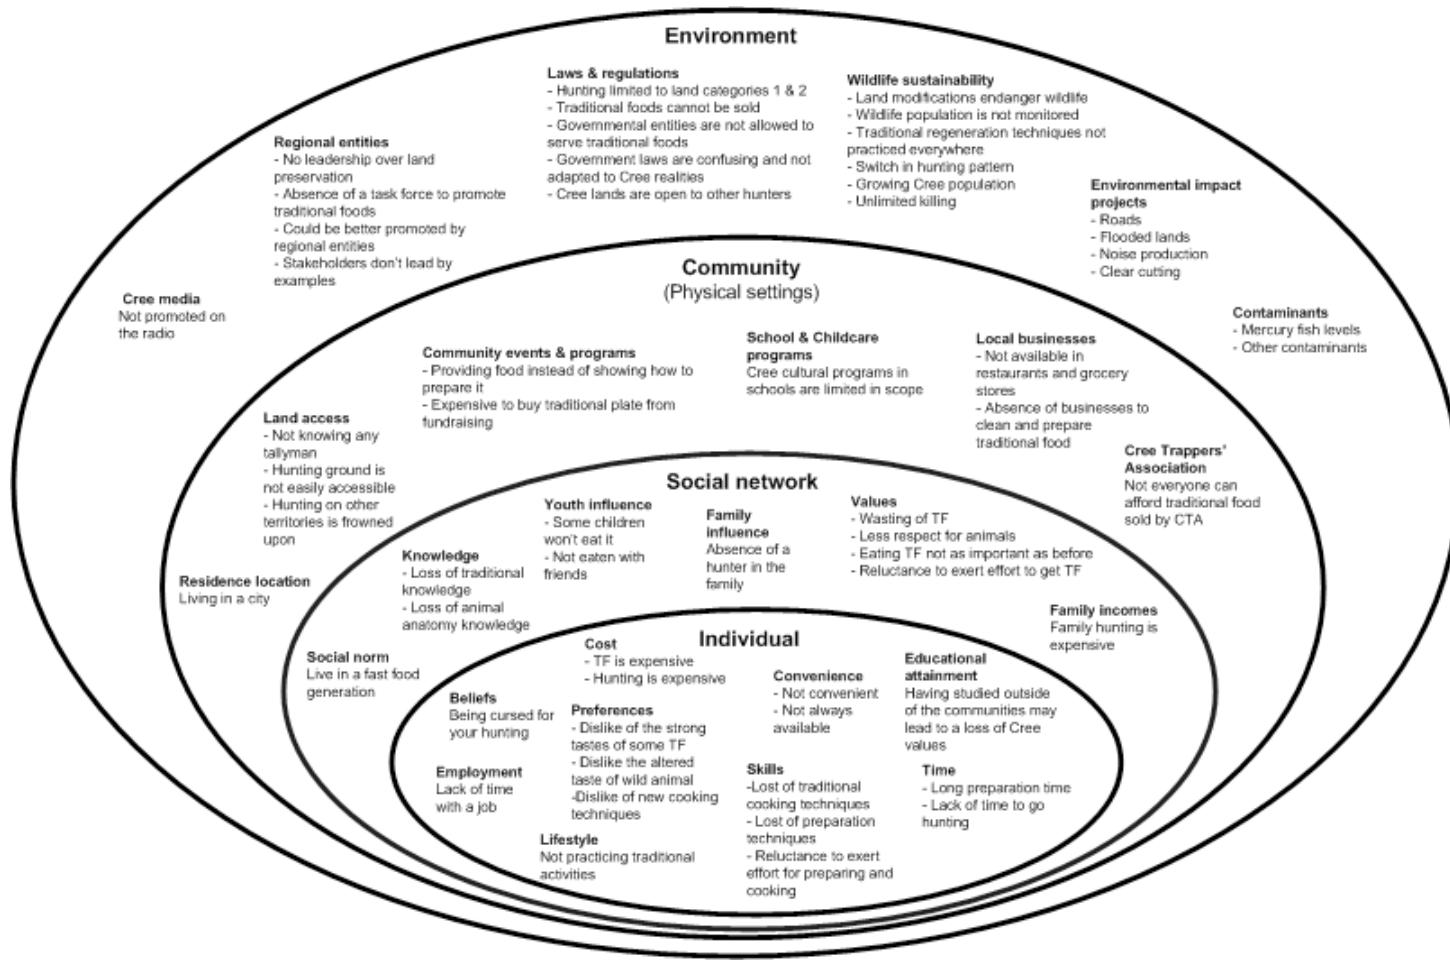 Environment
Laws & regulations
- Hunting limited to land categories 1 & 2
- Traditional foods cannot be sold
- Governmental entities are not allowed to
serve traditional foods
- Government laws are confusing and not
adapted to Cree realities
- Cree lands are open to other hunters
Wildlife sustainability
- Land modifications endanger wildlife
- Wildlife population is not monitored
- Traditional regeneration techniques not
practiced everywhere
- Switch in hunting pattern
- Growing Cree population
- Unlimited killing
Regional entities
- No leadership over land
preservation
- Absence of a task force to promote
traditional foods
- Could be better promoted by
regional entities
- Stakeholders don't lead by
examples
Environmental impact
projects
- Roads
- Flooded lands
- Noise production
- Clear cutting
Cree media
Not promoted on
the radio
Contaminants
- Mercury fish levels
- Other contaminants
Community
(Physical settings)
Community events & programs
- Providing food instead of showing how to
prepare it
- Expensive to buy traditional plate from
fundraising
School & Childcare
programs
Cree cultural programs in
schools are limited in scope
Local businesses
- Not available in
restaurants and grocery
stores
- Absence of businesses to
clean and prepare
traditional food
Land access
- Not knowing any
tallyman
- Hunting ground is
not easily accessible
- Hunting on other
territories is frowned
upon
Cree Trappers'
Association
Not everyone can
afford traditional food
sold by CTA
Residence location
Living in a city
Social network
Youth influence
- Some children
won't eat it
- Not eaten with
friends
Family
influence
Absence of a
hunter in the
family
Values
- Wasting of TF
- Less respect for animals
- Eating TF not as important as before
- Reluctance to exert effort to get TF
Knowledge
- Loss of traditional
knowledge
- Loss of animal
anatomy knowledge
Family incomes
Family hunting is
expensive
Social norm
Live in a fast food
generation
Individual
Cost
- TF is expensive
- Hunting is expensive
Convenience
- Not convenient
- Not always
available
Educational
attainment
Having studied outside
of the communities may
lead to a loss of Cree
values
Beliefs
Being cursed for
your hunting
Preferences
- Dislike of the strong
tastes of some TF
- Dislike the altered
taste of wild animal
-Dislike of new cooking
techniques
Employment
Lack of time
with a job
Skills
-Lost of traditional
cooking techniques
- Lost of preparation
techniques
- Reluctance to exert
effort for preparing and
cooking
Time
- Long preparation time
- Lack of time to go
hunting
Lifestyle
Not practicing traditional
activities